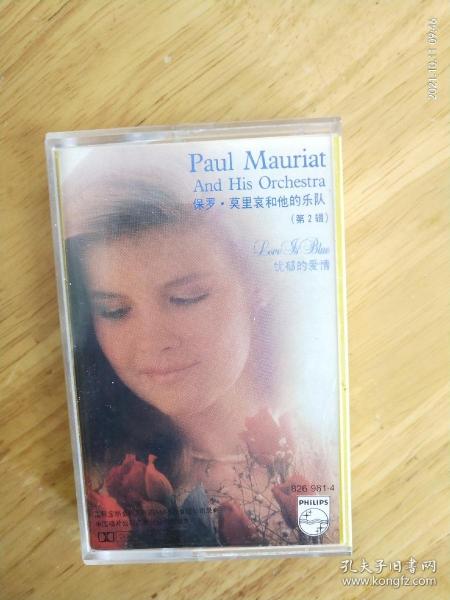 2021.10.11 09:46
Paul Mauriat
And His Orchestra
保罗·莫里哀和他的乐队
(第2辑)
Love Is Blue
忧郁的爱情
826 981-4
PHILIPS
孔夫子旧书网
www.kongfz.com